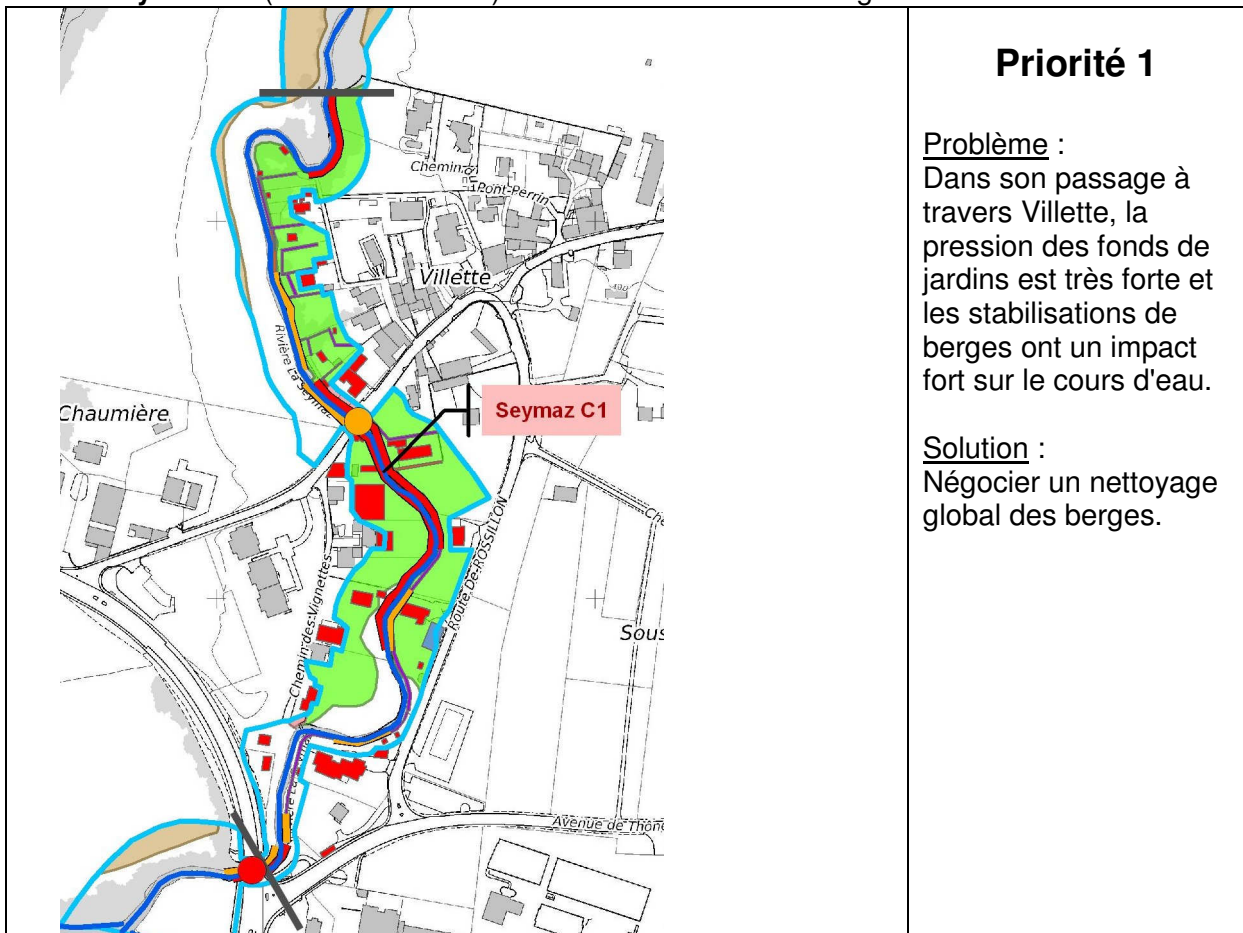 Priorité 1
Problème :
Dans son passage à
travers Villette, la
pression des fonds de
jardins est très forte et
les stabilisations de
berges ont un impact
fort sur le cours d'eau.
Solution :
Négocier un nettoyage
global des berges.
Chemin du
Pont-Perrin
Villette
Rivière La Seymaz
Chaumière
Seymaz C1
Route De-ROSSILLON
Chemin-des-Vignettes
Sous
Avenue de Thône